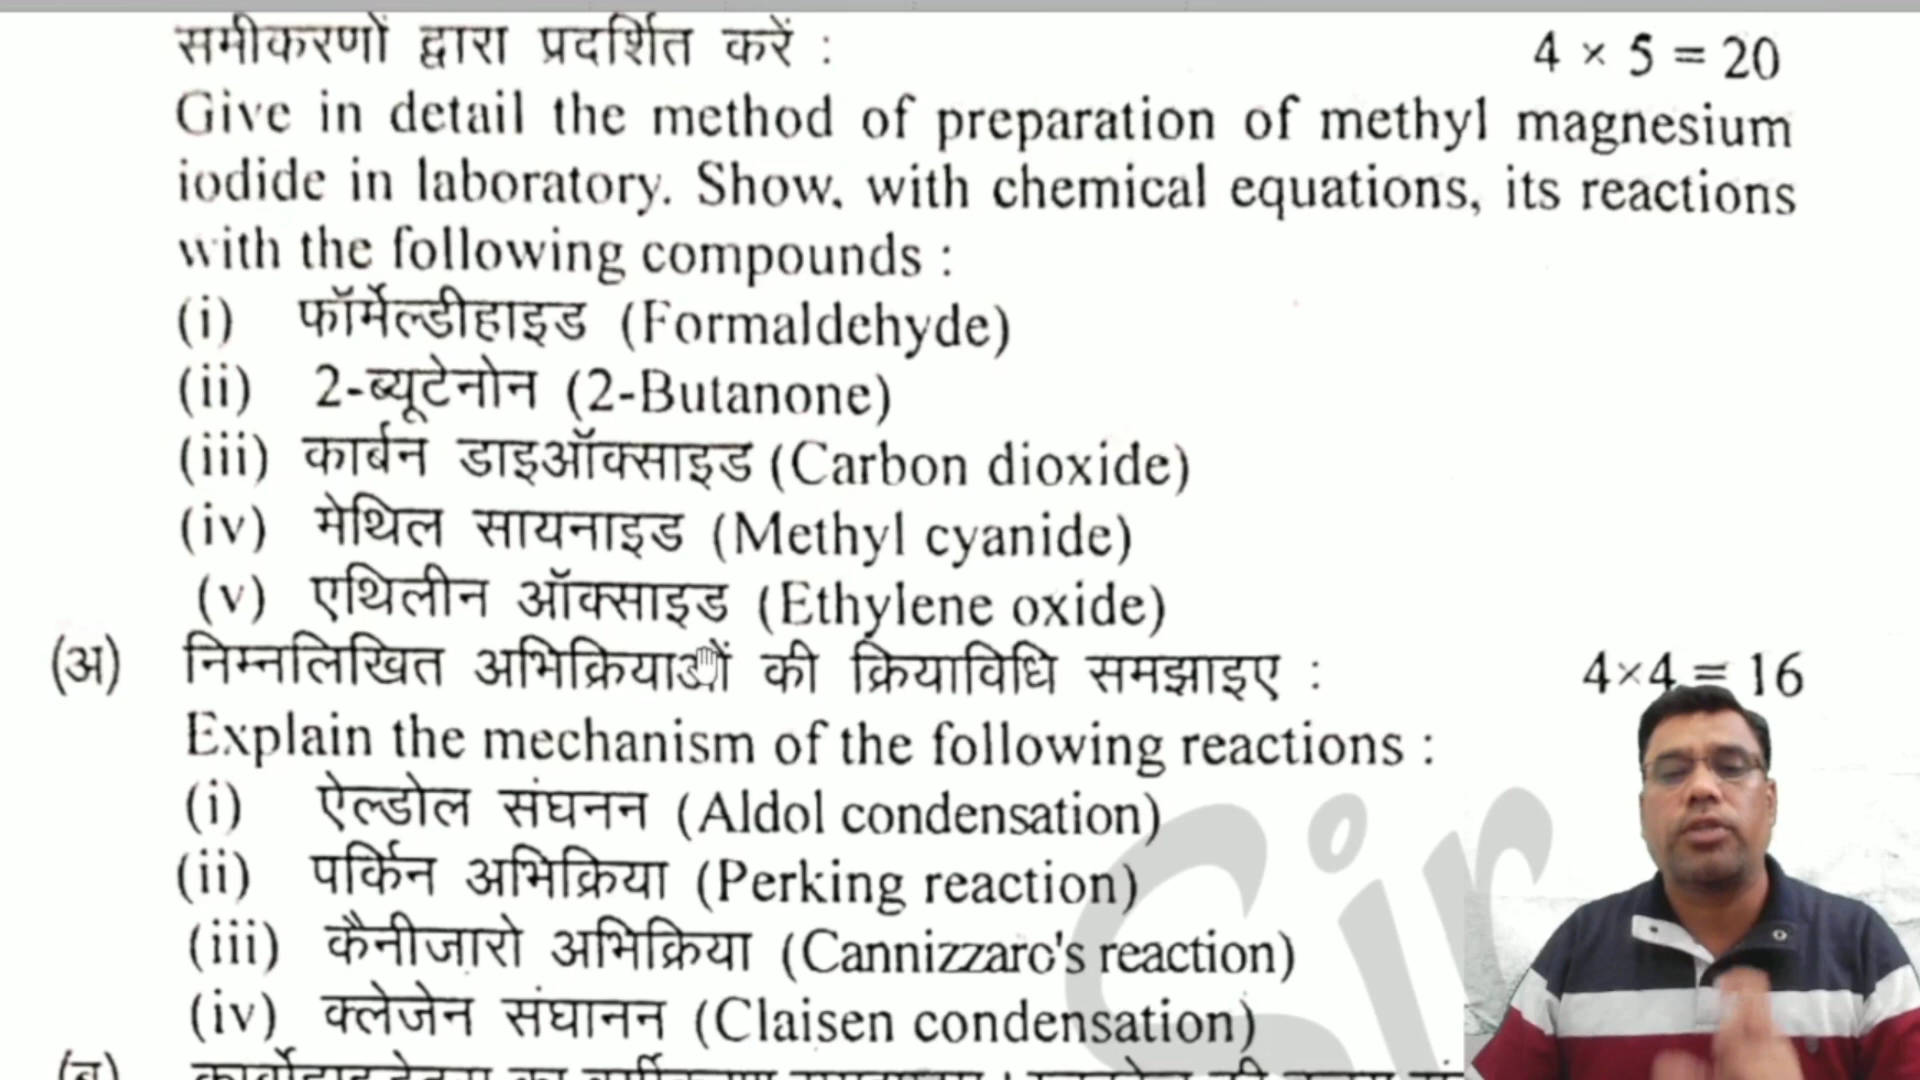 समीकरणों द्वारा प्रदर्शित करें : 4 × 5 = 20
Give in detail the method of preparation of methyl magnesium
iodide in laboratory. Show, with chemical equations, its reactions
with the following compounds :
(i) फॉर्मेल्डीहाइड (Formaldehyde)
(ii) 2-ब्यूटेनोन (2-Butanone)
(iii) कार्बन डाइऑक्साइड (Carbon dioxide)
(iv) मेथिल सायनाइड (Methyl cyanide)
(v) एथिलीन ऑक्साइड (Ethylene oxide)
(अ) निम्नलिखित अभिक्रियाओं की क्रियाविधि समझाइए : 4×4 = 16
Explain the mechanism of the following reactions :
(i) ऐल्डोल संघनन (Aldol condensation)
(ii) पर्किन अभिक्रिया (Perking reaction)
(iii) कैनीजारो अभिक्रिया (Cannizzaro's reaction)
(iv) क्लेजेन संघानन (Claisen condensation)
(ब)
Sir